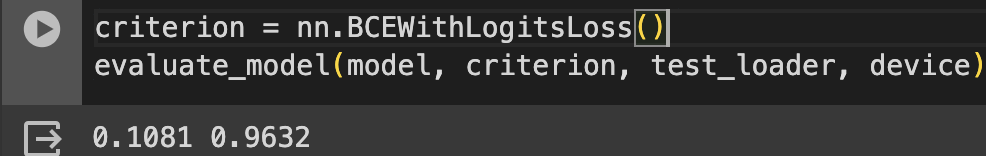 criterion = nn.BCEWithLogitsLoss()
evaluate_model(model, criterion, test_loader, device)
0.1081 0.9632